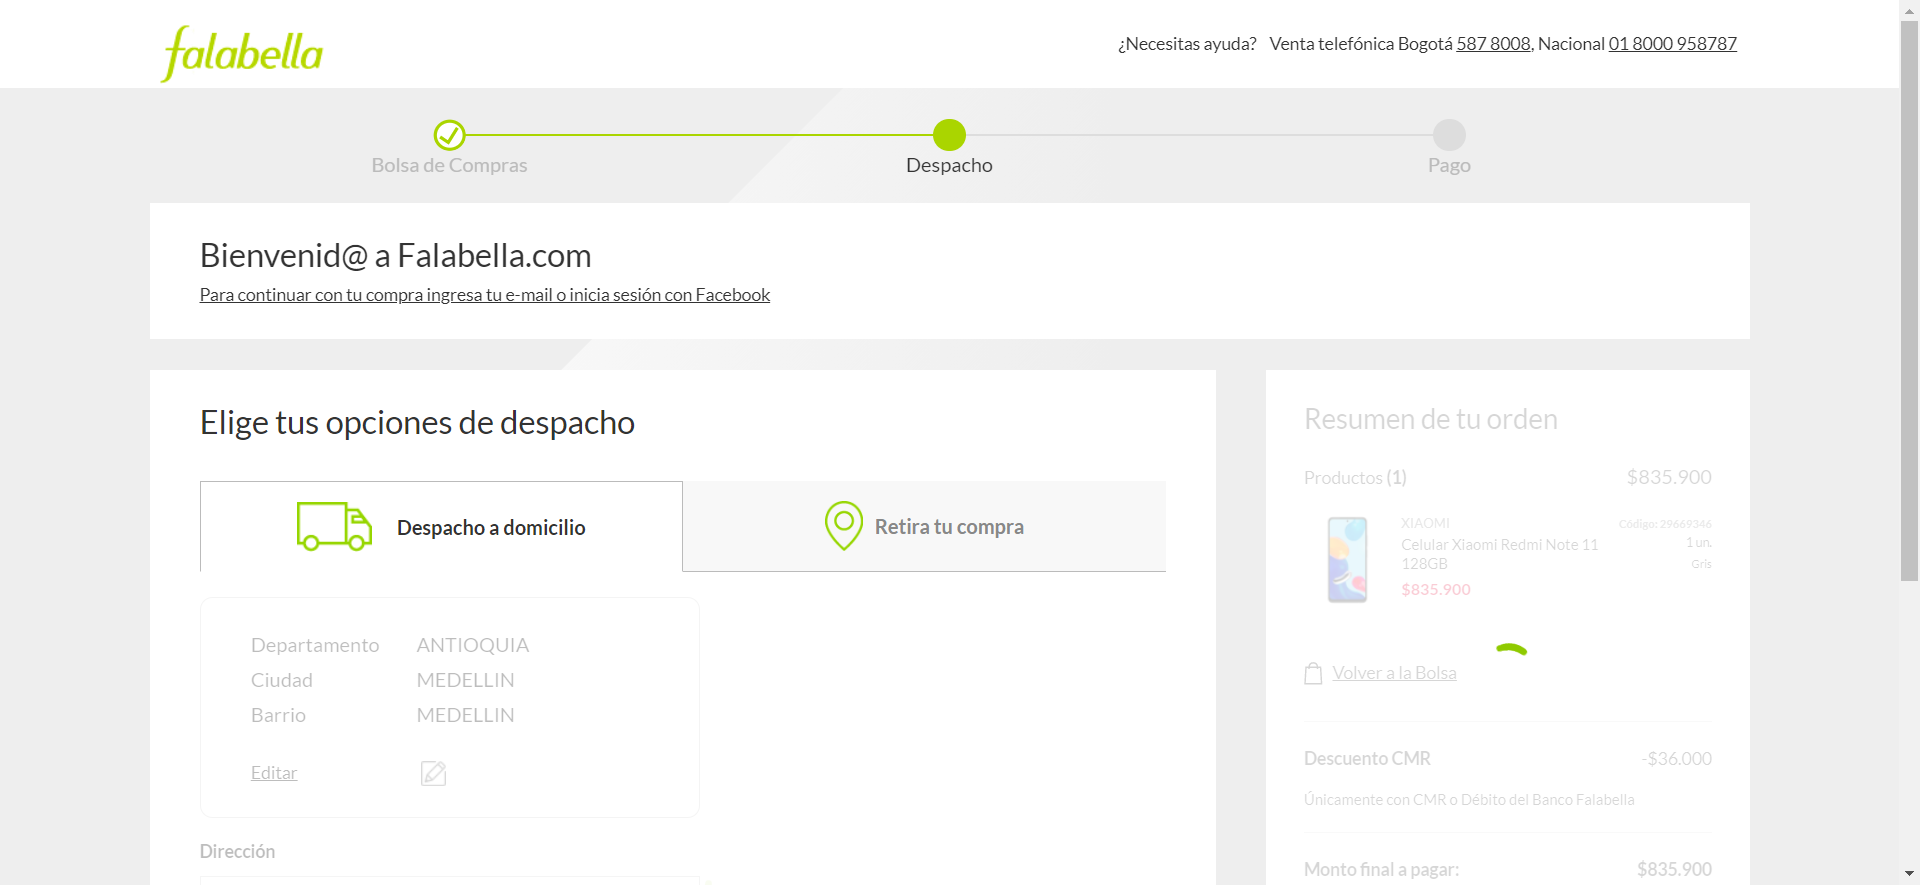 falabella
¿Necesitas ayuda? Venta telefónica Bogotá 587 8008, Nacional 01 8000 958787
Bolsa de Compras
Despacho
Pago
Bienvenid@ a Falabella.com
Para continuar con tu compra ingresa tu e-mail o inicia sesión con Facebook
Elige tus opciones de despacho
Despacho a domicilio
Retira tu compra
Departamento ANTIOQUIA
Ciudad MEDELLIN
Barrio MEDELLIN
Editar
Dirección
Resumen de tu orden
Productos (1) $835.900
XIAOMI Código: 29669346
Celular Xiaomi Redmi Note 11 1 un.
128GB Gris
$835.900
Volver a la Bolsa
Descuento CMR -$36.000
Únicamente con CMR o Débito del Banco Falabella
Monto final a pagar: $835.900